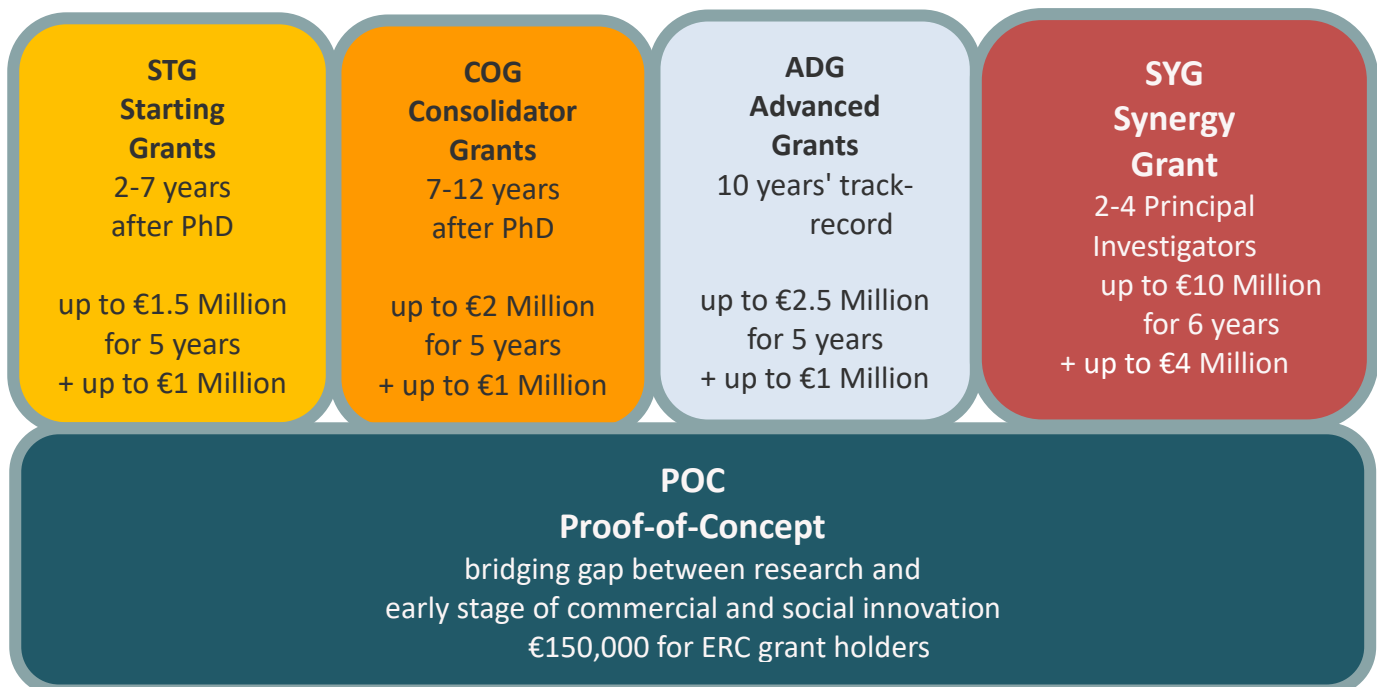 STG
Starting
Grants
2-7 years
after PhD
up to €1.5 Million
for 5 years
+ up to €1 Million
COG
Consolidator
Grants
7-12 years
after PhD
up to €2 Million
for 5 years
+ up to €1 Million
ADG
Advanced
Grants
10 years' track-
record
up to €2.5 Million
for 5 years
+ up to €1 Million
SYG
Synergy
Grant
2-4 Principal
Investigators
up to €10 Million
for 6 years
+ up to €4 Million
POC
Proof-of-Concept
bridging gap between research and
early stage of commercial and social innovation
€150,000 for ERC grant holders